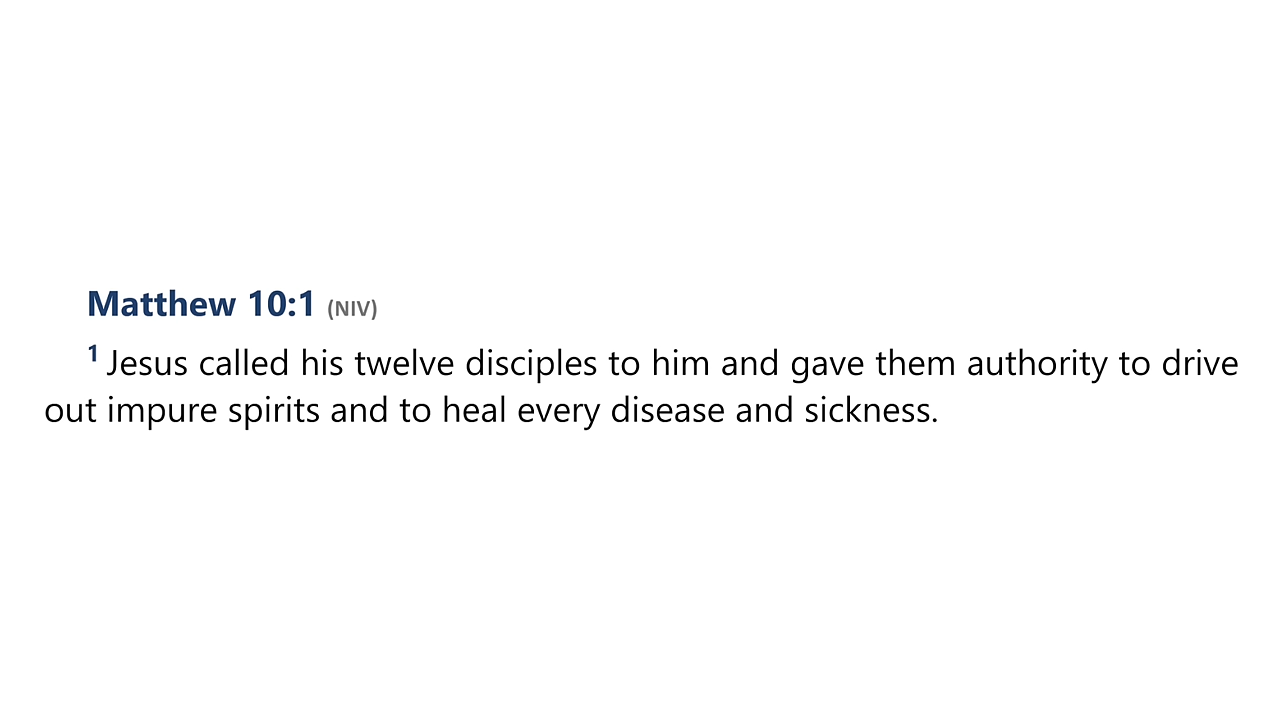 Matthew 10:1 (NIV)
1 Jesus called his twelve disciples to him and gave them authority to drive
out impure spirits and to heal every disease and sickness.